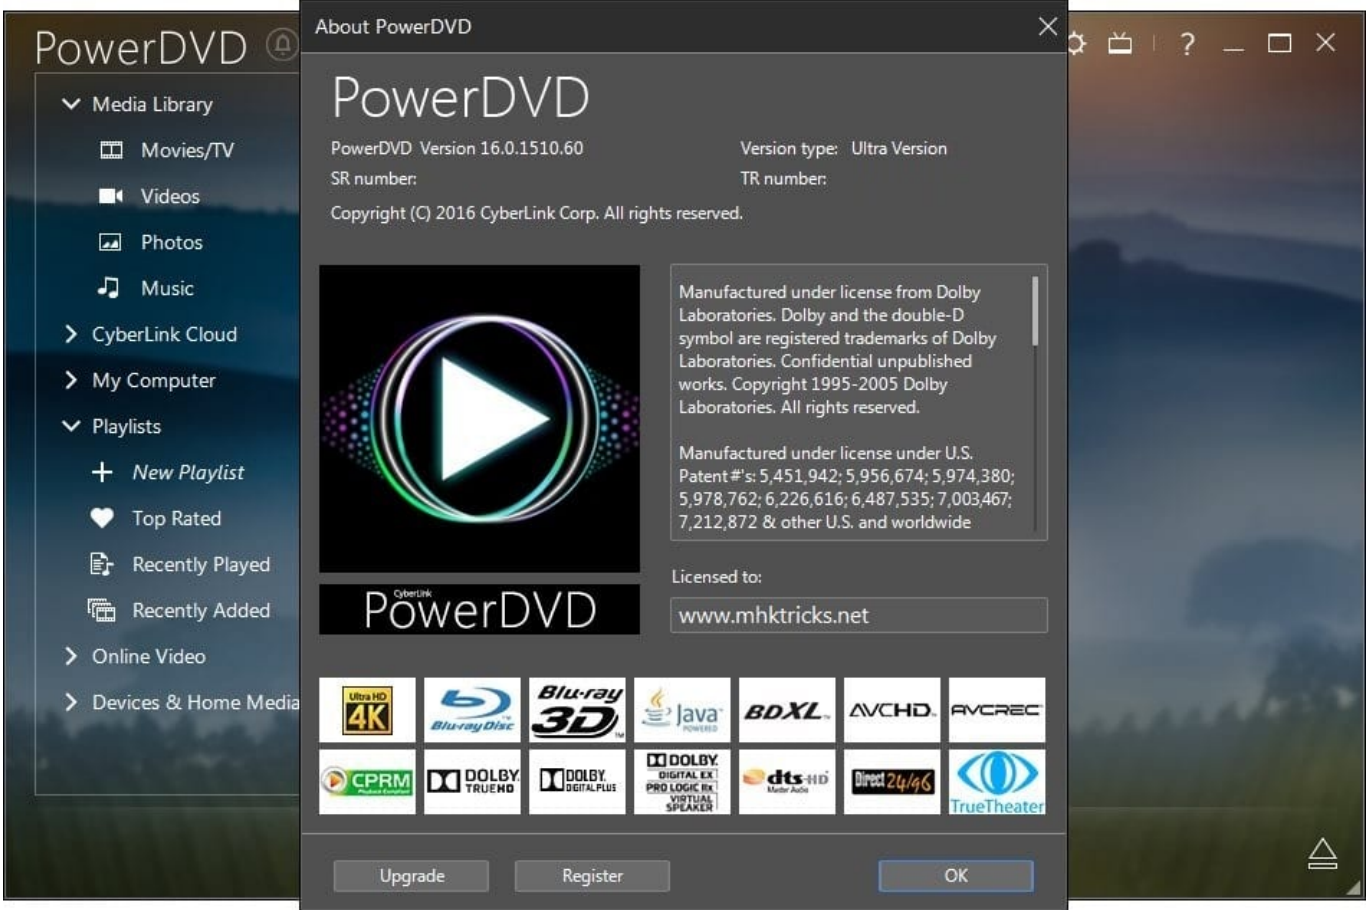 PowerDVD
Media Library
Movies/TV
Videos
Photos
Music
CyberLink Cloud
My Computer
Playlists
New Playlist
Top Rated
Recently Played
Recently Added
Online Video
Devices & Home Media
?
About PowerDVD
PowerDVD
PowerDVD Version 16.0.1510.60
Version type: Ultra Version
SR number:
TR number:
Copyright (C) 2016 CyberLink Corp. All rights reserved.
CyberLink
PowerDVD
Manufactured under license from Dolby
Laboratories. Dolby and the double-D
symbol are registered trademarks of Dolby
Laboratories. Confidential unpublished
works. Copyright 1995-2005 Dolby
Laboratories. All rights reserved.
Manufactured under license under U.S.
Patent #'s: 5,451,942; 5,956,674; 5,974,380;
5,978,762; 6,226,616; 6,487,535; 7,003,467;
7,212,872 & other U.S. and worldwide
Licensed to:
www.mhktricks.net
Ultra HD
4K
Blu-ray Disc
Blu-ray
3D
Java
POWERED
BDXL
AVCHD
AVCREC
CPRM
Playback Compliant
DOLBY
TRUEHD
DOLBY
DIGITAL PLUS
DOLBY
DIGITAL EX
PRO LOGIC IIx
VIRTUAL
SPEAKER
dts-HD
Master Audio
Direct 24/96
TrueTheater
Upgrade
Register
OK